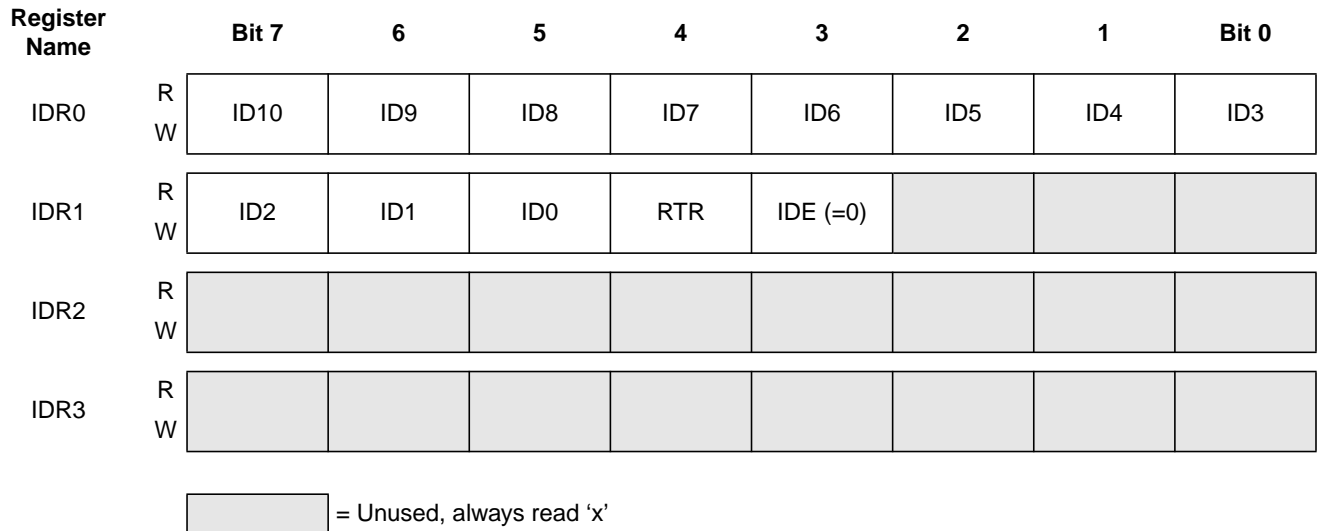 Register Name Bit 7 6 5 4 3 2 1 Bit 0
IDR0 R W ID10 ID9 ID8 ID7 ID6 ID5 ID4 ID3
IDR1 R W ID2 ID1 ID0 RTR IDE (=0)
IDR2 R W
IDR3 R W
= Unused, always read ‘x’